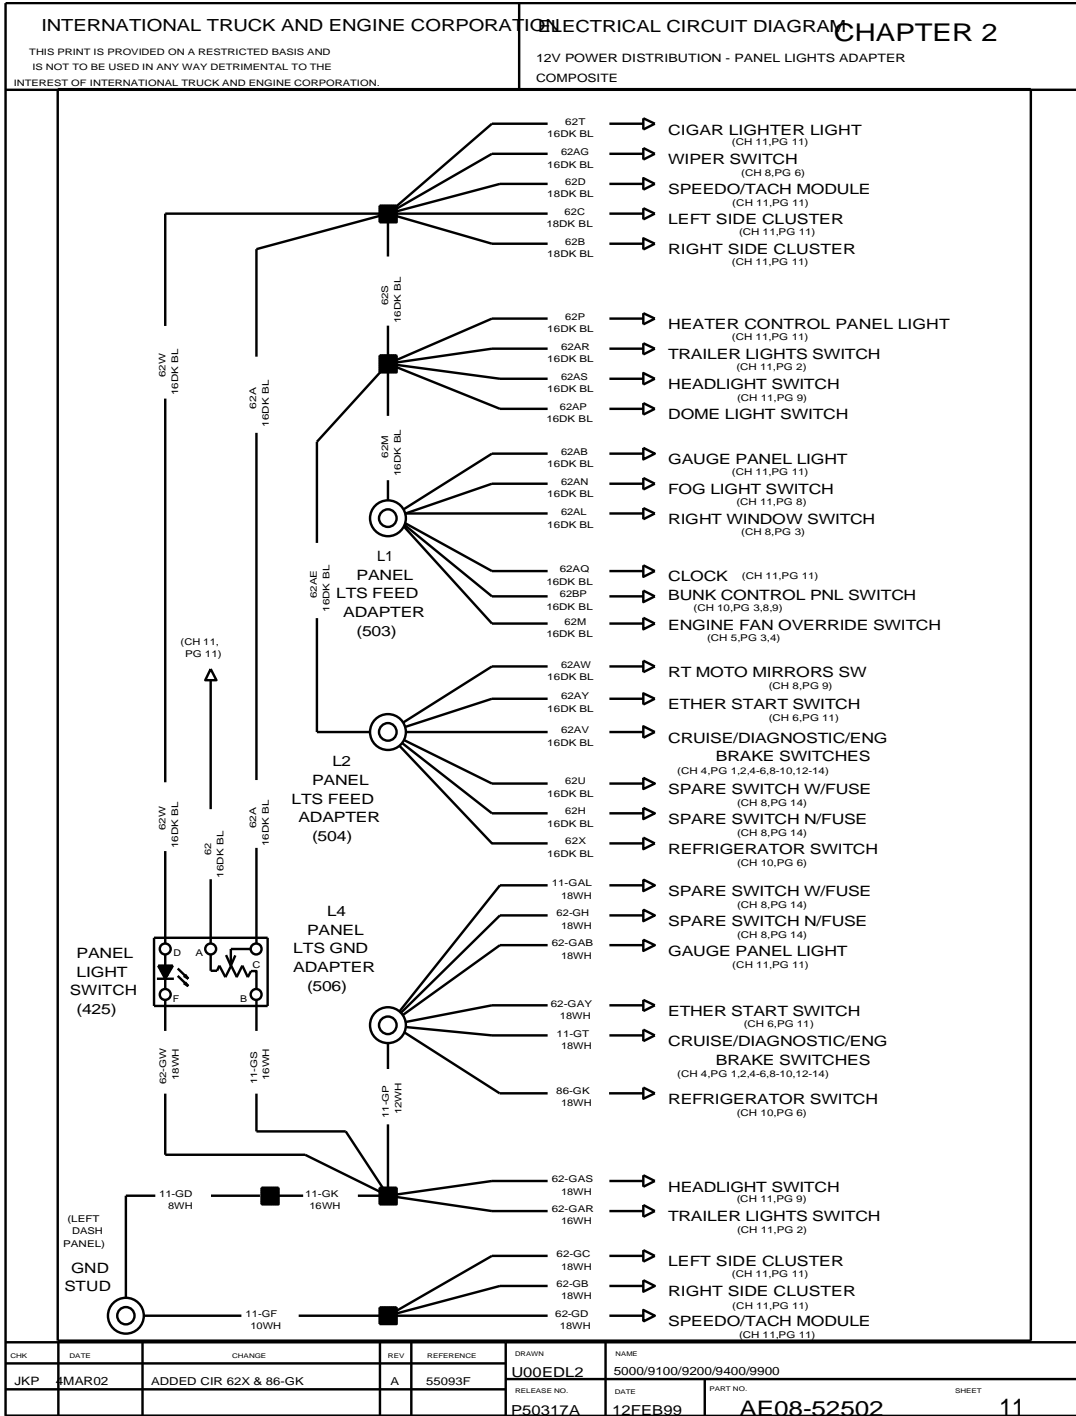 INTERNATIONAL TRUCK AND ENGINE CORPORATION
THIS PRINT IS PROVIDED ON A RESTRICTED BASIS AND
IS NOT TO BE USED IN ANY WAY DETRIMENTAL TO THE
INTEREST OF INTERNATIONAL TRUCK AND ENGINE CORPORATION.
ELECTRICAL CIRCUIT DIAGRAM
CHAPTER 2
12V POWER DISTRIBUTION - PANEL LIGHTS ADAPTER
COMPOSITE
62T
16DK BL
CIGAR LIGHTER LIGHT
(CH 11,PG 11)
62AG
16DK BL
WIPER SWITCH
(CH 8,PG 6)
62D
18DK BL
SPEEDO/TACH MODULE
(CH 11,PG 11)
62C
18DK BL
LEFT SIDE CLUSTER
(CH 11,PG 11)
62B
18DK BL
RIGHT SIDE CLUSTER
(CH 11,PG 11)
62S
16DK BL
62P
16DK BL
HEATER CONTROL PANEL LIGHT
(CH 11,PG 11)
62AR
16DK BL
TRAILER LIGHTS SWITCH
(CH 11,PG 2)
62AS
16DK BL
HEADLIGHT SWITCH
(CH 11,PG 9)
62AP
16DK BL
DOME LIGHT SWITCH
62W
16DK BL
62A
16DK BL
62M
16DK BL
62AB
16DK BL
GAUGE PANEL LIGHT
(CH 11,PG 11)
62AN
16DK BL
FOG LIGHT SWITCH
(CH 11,PG 8)
62AL
16DK BL
RIGHT WINDOW SWITCH
(CH 8,PG 3)
L1
PANEL
LTS FEED
ADAPTER
(503)
62AE
16DK BL
62AQ
16DK BL
CLOCK (CH 11,PG 11)
62BP
16DK BL
BUNK CONTROL PNL SWITCH
(CH 10,PG 3,8,9)
62M
16DK BL
ENGINE FAN OVERRIDE SWITCH
(CH 5,PG 3,4)
(CH 11,
PG 11)
62AW
16DK BL
RT MOTO MIRRORS SW
(CH 8,PG 9)
62AY
16DK BL
ETHER START SWITCH
(CH 6,PG 11)
62AV
16DK BL
CRUISE/DIAGNOSTIC/ENG
BRAKE SWITCHES
(CH 4,PG 1,2,4-6,8-10,12-14)
L2
PANEL
LTS FEED
ADAPTER
(504)
62U
16DK BL
SPARE SWITCH W/FUSE
(CH 8,PG 14)
62H
16DK BL
SPARE SWITCH N/FUSE
(CH 8,PG 14)
62X
16DK BL
REFRIGERATOR SWITCH
(CH 10,PG 6)
62W
16DK BL
62
16DK BL
62A
16DK BL
11-GAL
18WH
SPARE SWITCH W/FUSE
(CH 8,PG 14)
62-GH
18WH
SPARE SWITCH N/FUSE
(CH 8,PG 14)
62-GAB
18WH
GAUGE PANEL LIGHT
(CH 11,PG 11)
L4
PANEL
LTS GND
ADAPTER
(506)
PANEL
LIGHT
SWITCH
(425)
D
A
C
F
B
62-GAY
18WH
ETHER START SWITCH
(CH 6,PG 11)
11-GT
18WH
CRUISE/DIAGNOSTIC/ENG
BRAKE SWITCHES
(CH 4,PG 1,2,4-6,8-10,12-14)
86-GK
18WH
REFRIGERATOR SWITCH
(CH 10,PG 6)
62-GW
18WH
11-GS
16WH
11-GP
12WH
11-GD
8WH
11-GK
16WH
62-GAS
18WH
HEADLIGHT SWITCH
(CH 11,PG 9)
62-GAR
16WH
TRAILER LIGHTS SWITCH
(CH 11,PG 2)
(LEFT
DASH
PANEL)
GND
STUD
62-GC
18WH
LEFT SIDE CLUSTER
(CH 11,PG 11)
62-GB
18WH
RIGHT SIDE CLUSTER
(CH 11,PG 11)
11-GF
10WH
62-GD
18WH
SPEEDO/TACH MODULE
(CH 11,PG 11)
CHK DATE CHANGE REV REFERENCE
JKP 4MAR02 ADDED CIR 62X & 86-GK A 55093F
DRAWN
U00EDL2
NAME
5000/9100/9200/9400/9900
RELEASE NO.
P50317A
DATE
12FEB99
PART NO.
AE08-52502
SHEET
11